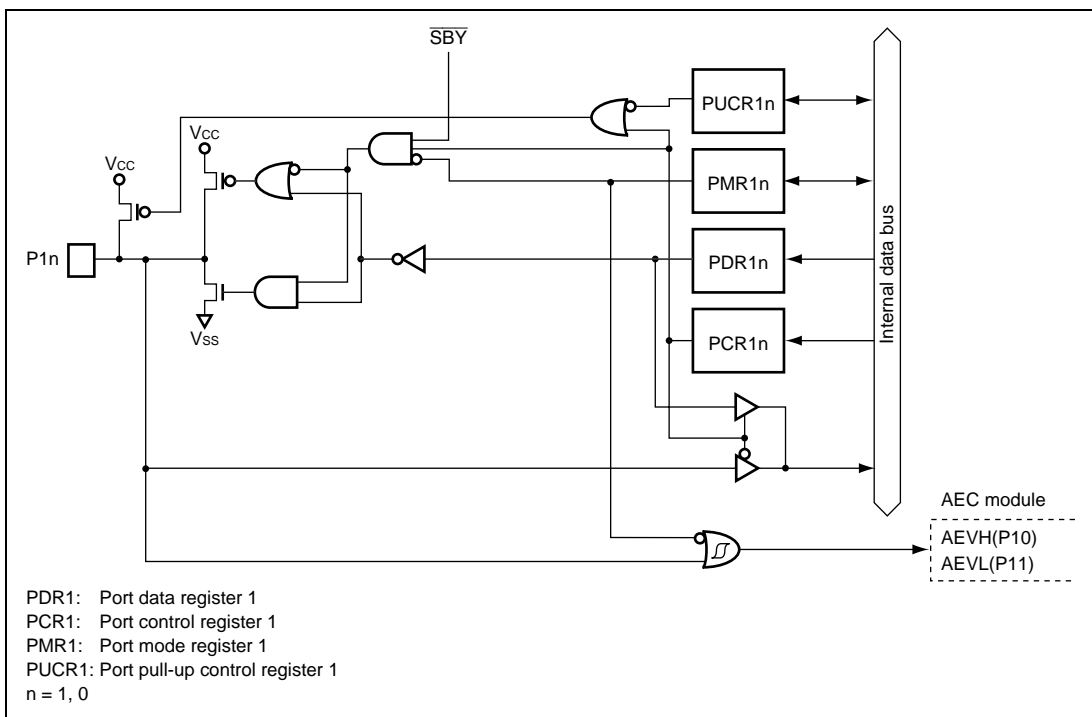 SBY
PUCR1n
VCC
VCC
PMR1n
P1n
PDR1n
VSS
PCR1n
Internal data bus
AEC module
AEVH(P10)
AEVL(P11)
PDR1: Port data register 1
PCR1: Port control register 1
PMR1: Port mode register 1
PUCR1: Port pull-up control register 1
n = 1, 0